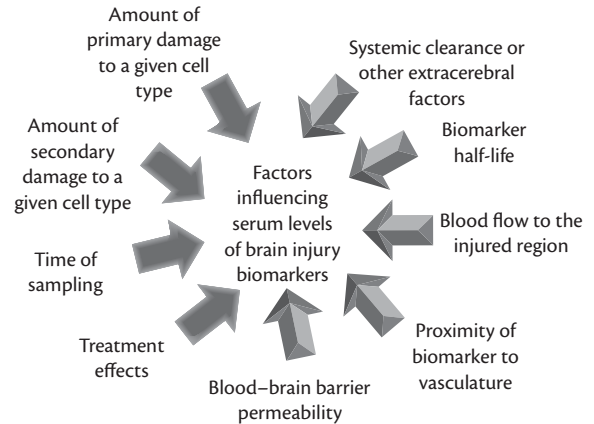 Amount of
primary damage
to a given cell
type
Systemic clearance or
other extracerebral
factors
Biomarker
half-life
Amount of
secondary
damage to a
given cell type
Factors
influencing
serum levels
of brain injury
biomarkers
Blood flow to the
injured region
Time of
sampling
Treatment
effects
Blood–brain barrier
permeability
Proximity of
biomarker to
vasculature